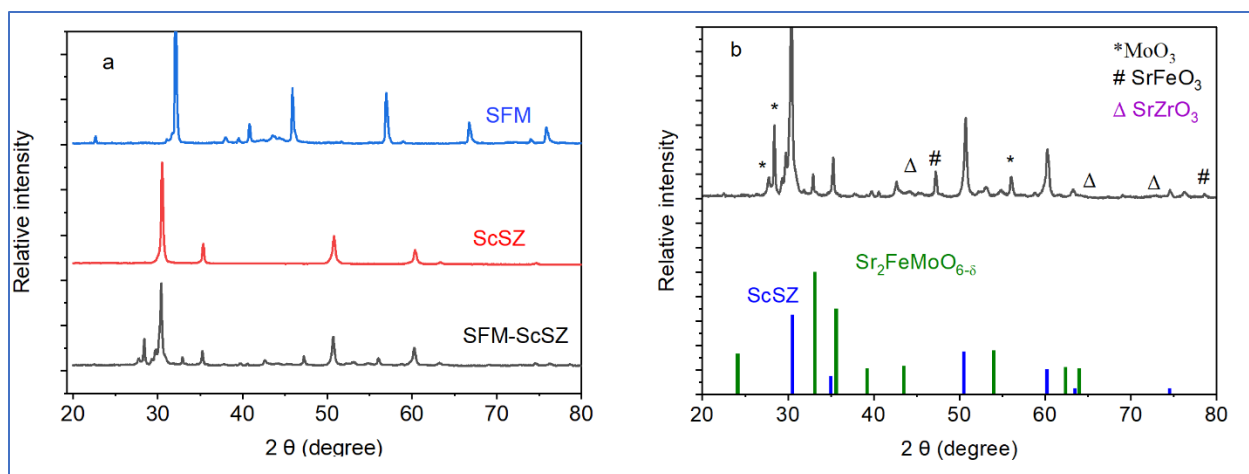 a
SFM
ScSZ
SFM-ScSZ
Relative intensity
20 30 40 50 60 70 80
2 θ (degree)
b
*MoO₃
# SrFeO₃
Δ SrZrO₃
* * Δ # * Δ Δ #
Sr₂FeMoO₆₋δ
ScSZ
Relative intensity
20 30 40 50 60 70 80
2 θ (degree)